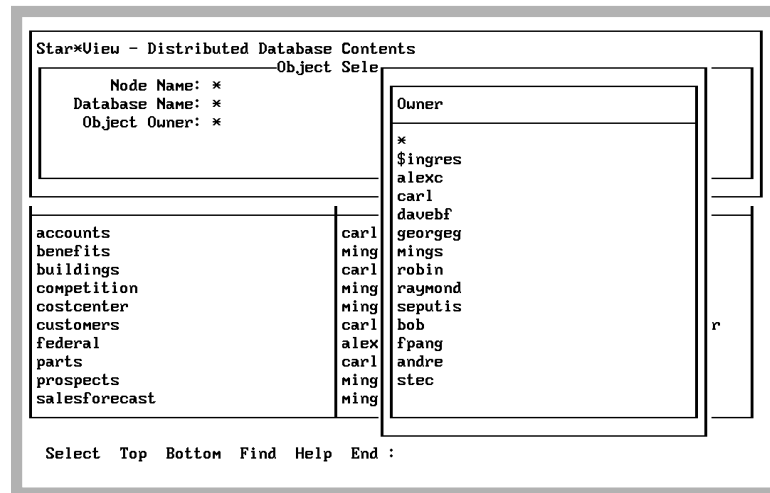 Star*View - Distributed Database Contents
Object Sele
Node Name: *
Database Name: *
Object Owner: *
Owner
*
$ingres
alexc
carl
davebf
georgeg
mings
robin
raymond
seputis
bob
fpang
andre
stec
accounts carl
benefits ming
buildings carl
competition ming
costcenter ming
customers carl r
federal alex
parts carl
prospects ming
salesforecast ming
Select Top Bottom Find Help End :